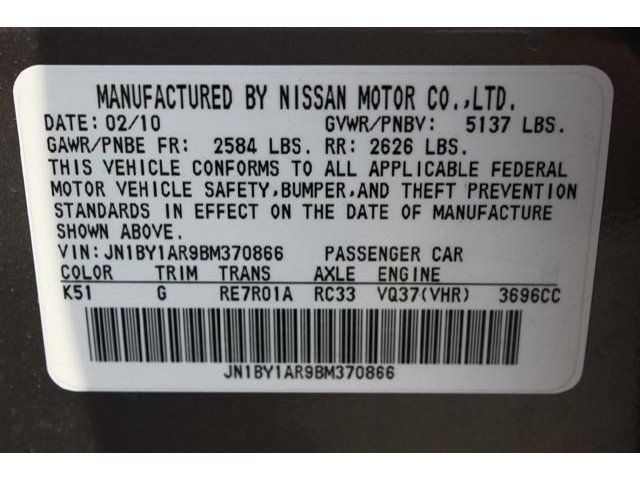 MANUFACTURED BY NISSAN MOTOR CO.,LTD.
DATE: 02/10 GVWR/PNBV: 5137 LBS.
GAWR/PNBE FR: 2584 LBS. RR: 2626 LBS.
THIS VEHICLE CONFORMS TO ALL APPLICABLE FEDERAL
MOTOR VEHICLE SAFETY,BUMPER,AND THEFT PREVENTION
STANDARDS IN EFFECT ON THE DATE OF MANUFACTURE
SHOWN ABOVE.
VIN: JN1BY1AR9BM370866 PASSENGER CAR
COLOR TRIM TRANS AXLE ENGINE
K51 G RE7R01A RC33 VQ37(VHR) 3696CC
JN1BY1AR9BM370866